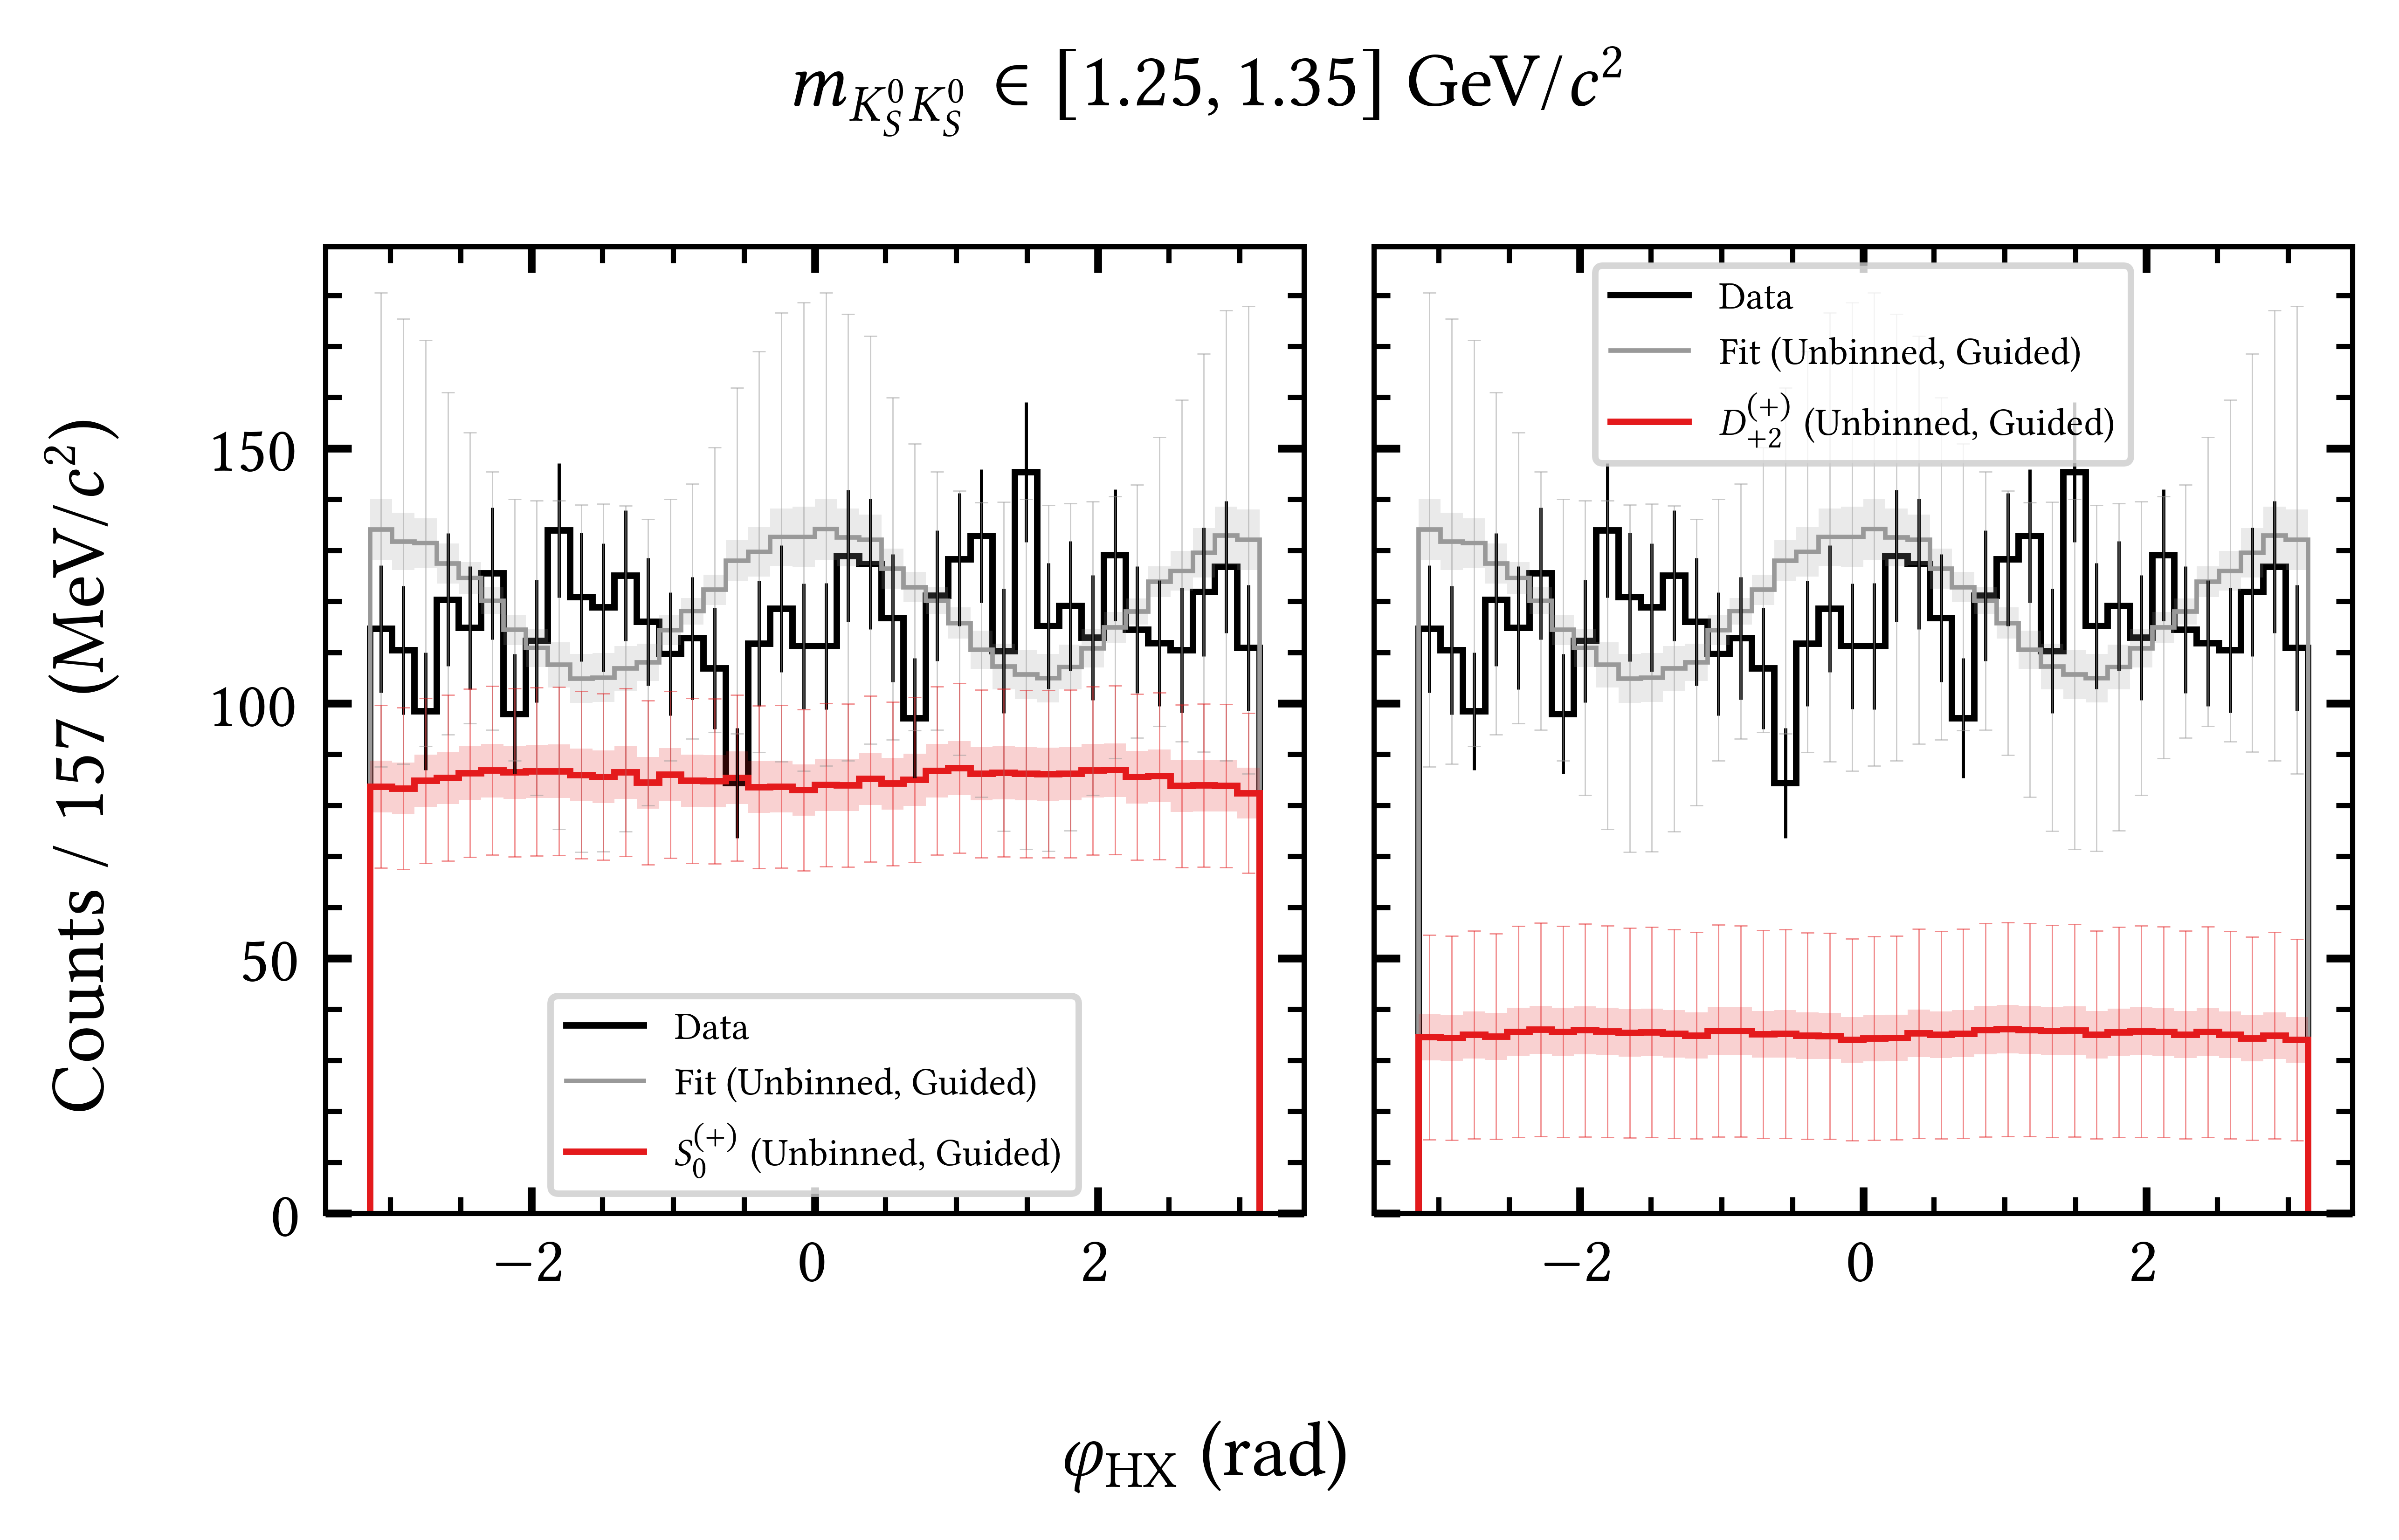 m_{K_S^0 K_S^0} ∈ [1.25, 1.35] GeV/c²
Counts / 157 (MeV/c²)
150
100
50
0
Data
Fit (Unbinned, Guided)
S_0^{(+)} (Unbinned, Guided)
−2 0 2
Data
Fit (Unbinned, Guided)
D_{+2}^{(+)} (Unbinned, Guided)
−2 0 2
φ_{HX} (rad)